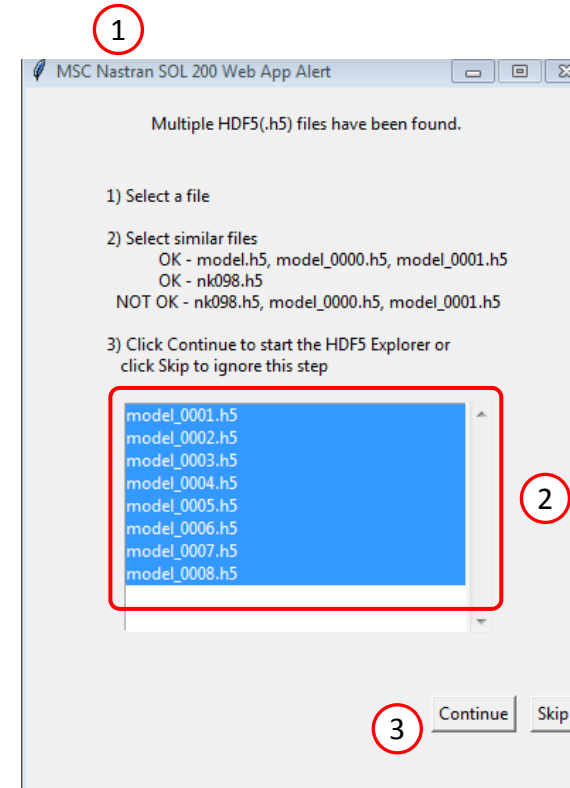 1
MSC Nastran SOL 200 Web App Alert
Multiple HDF5(.h5) files have been found.
1) Select a file
2) Select similar files
OK - model.h5, model_0000.h5, model_0001.h5
OK - nk098.h5
NOT OK - nk098.h5, model_0000.h5, model_0001.h5
3) Click Continue to start the HDF5 Explorer or
click Skip to ignore this step
model_0001.h5
model_0002.h5
model_0003.h5
model_0004.h5
model_0005.h5
model_0006.h5
model_0007.h5
model_0008.h5
2
3
Continue
Skip